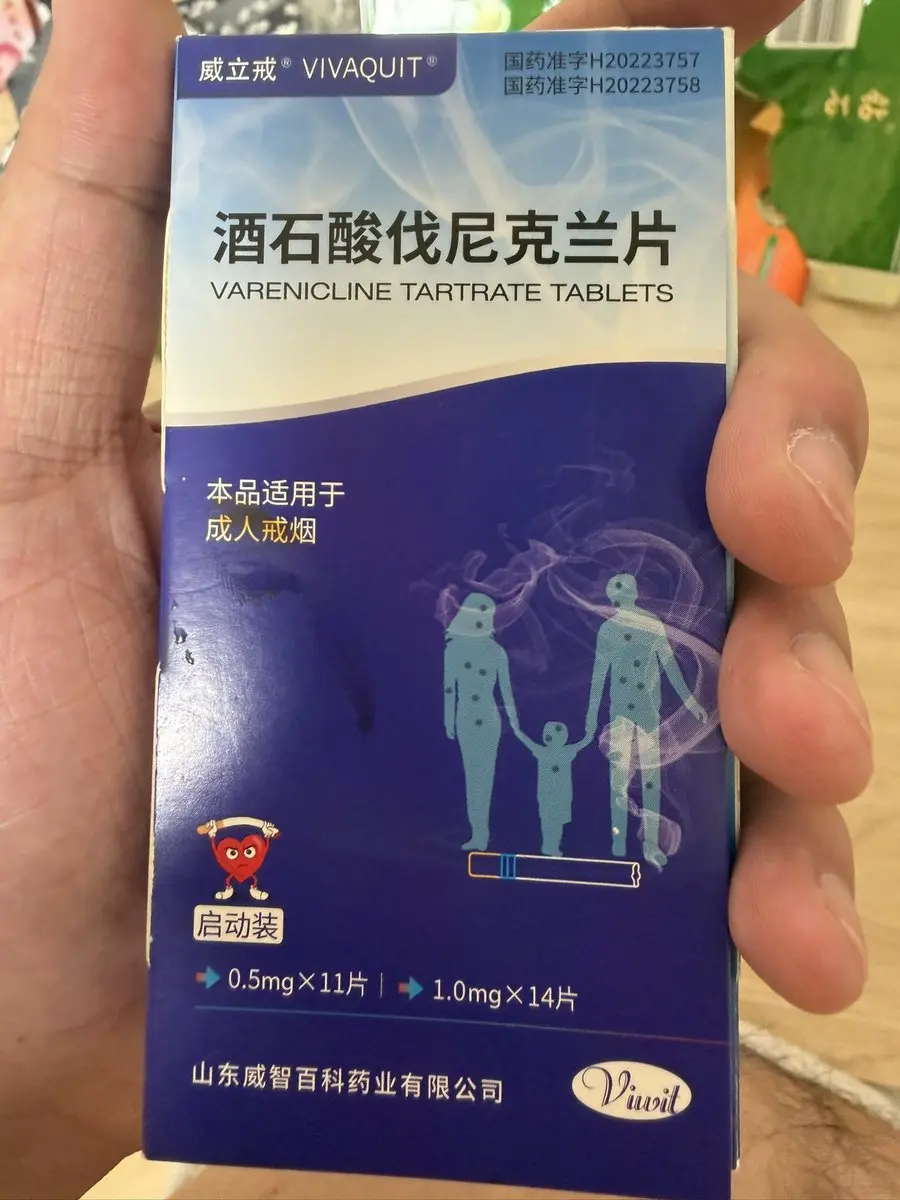 威立戒® VIVAQUIT®
国药准字H20223757
国药准字H20223758
酒石酸伐尼克兰片
VARENICLINE TARTRATE TABLETS
本品适用于
成人戒烟
启动装
0.5mg×11片
1.0mg×14片
山东威智百科药业有限公司
Viwit
钻石